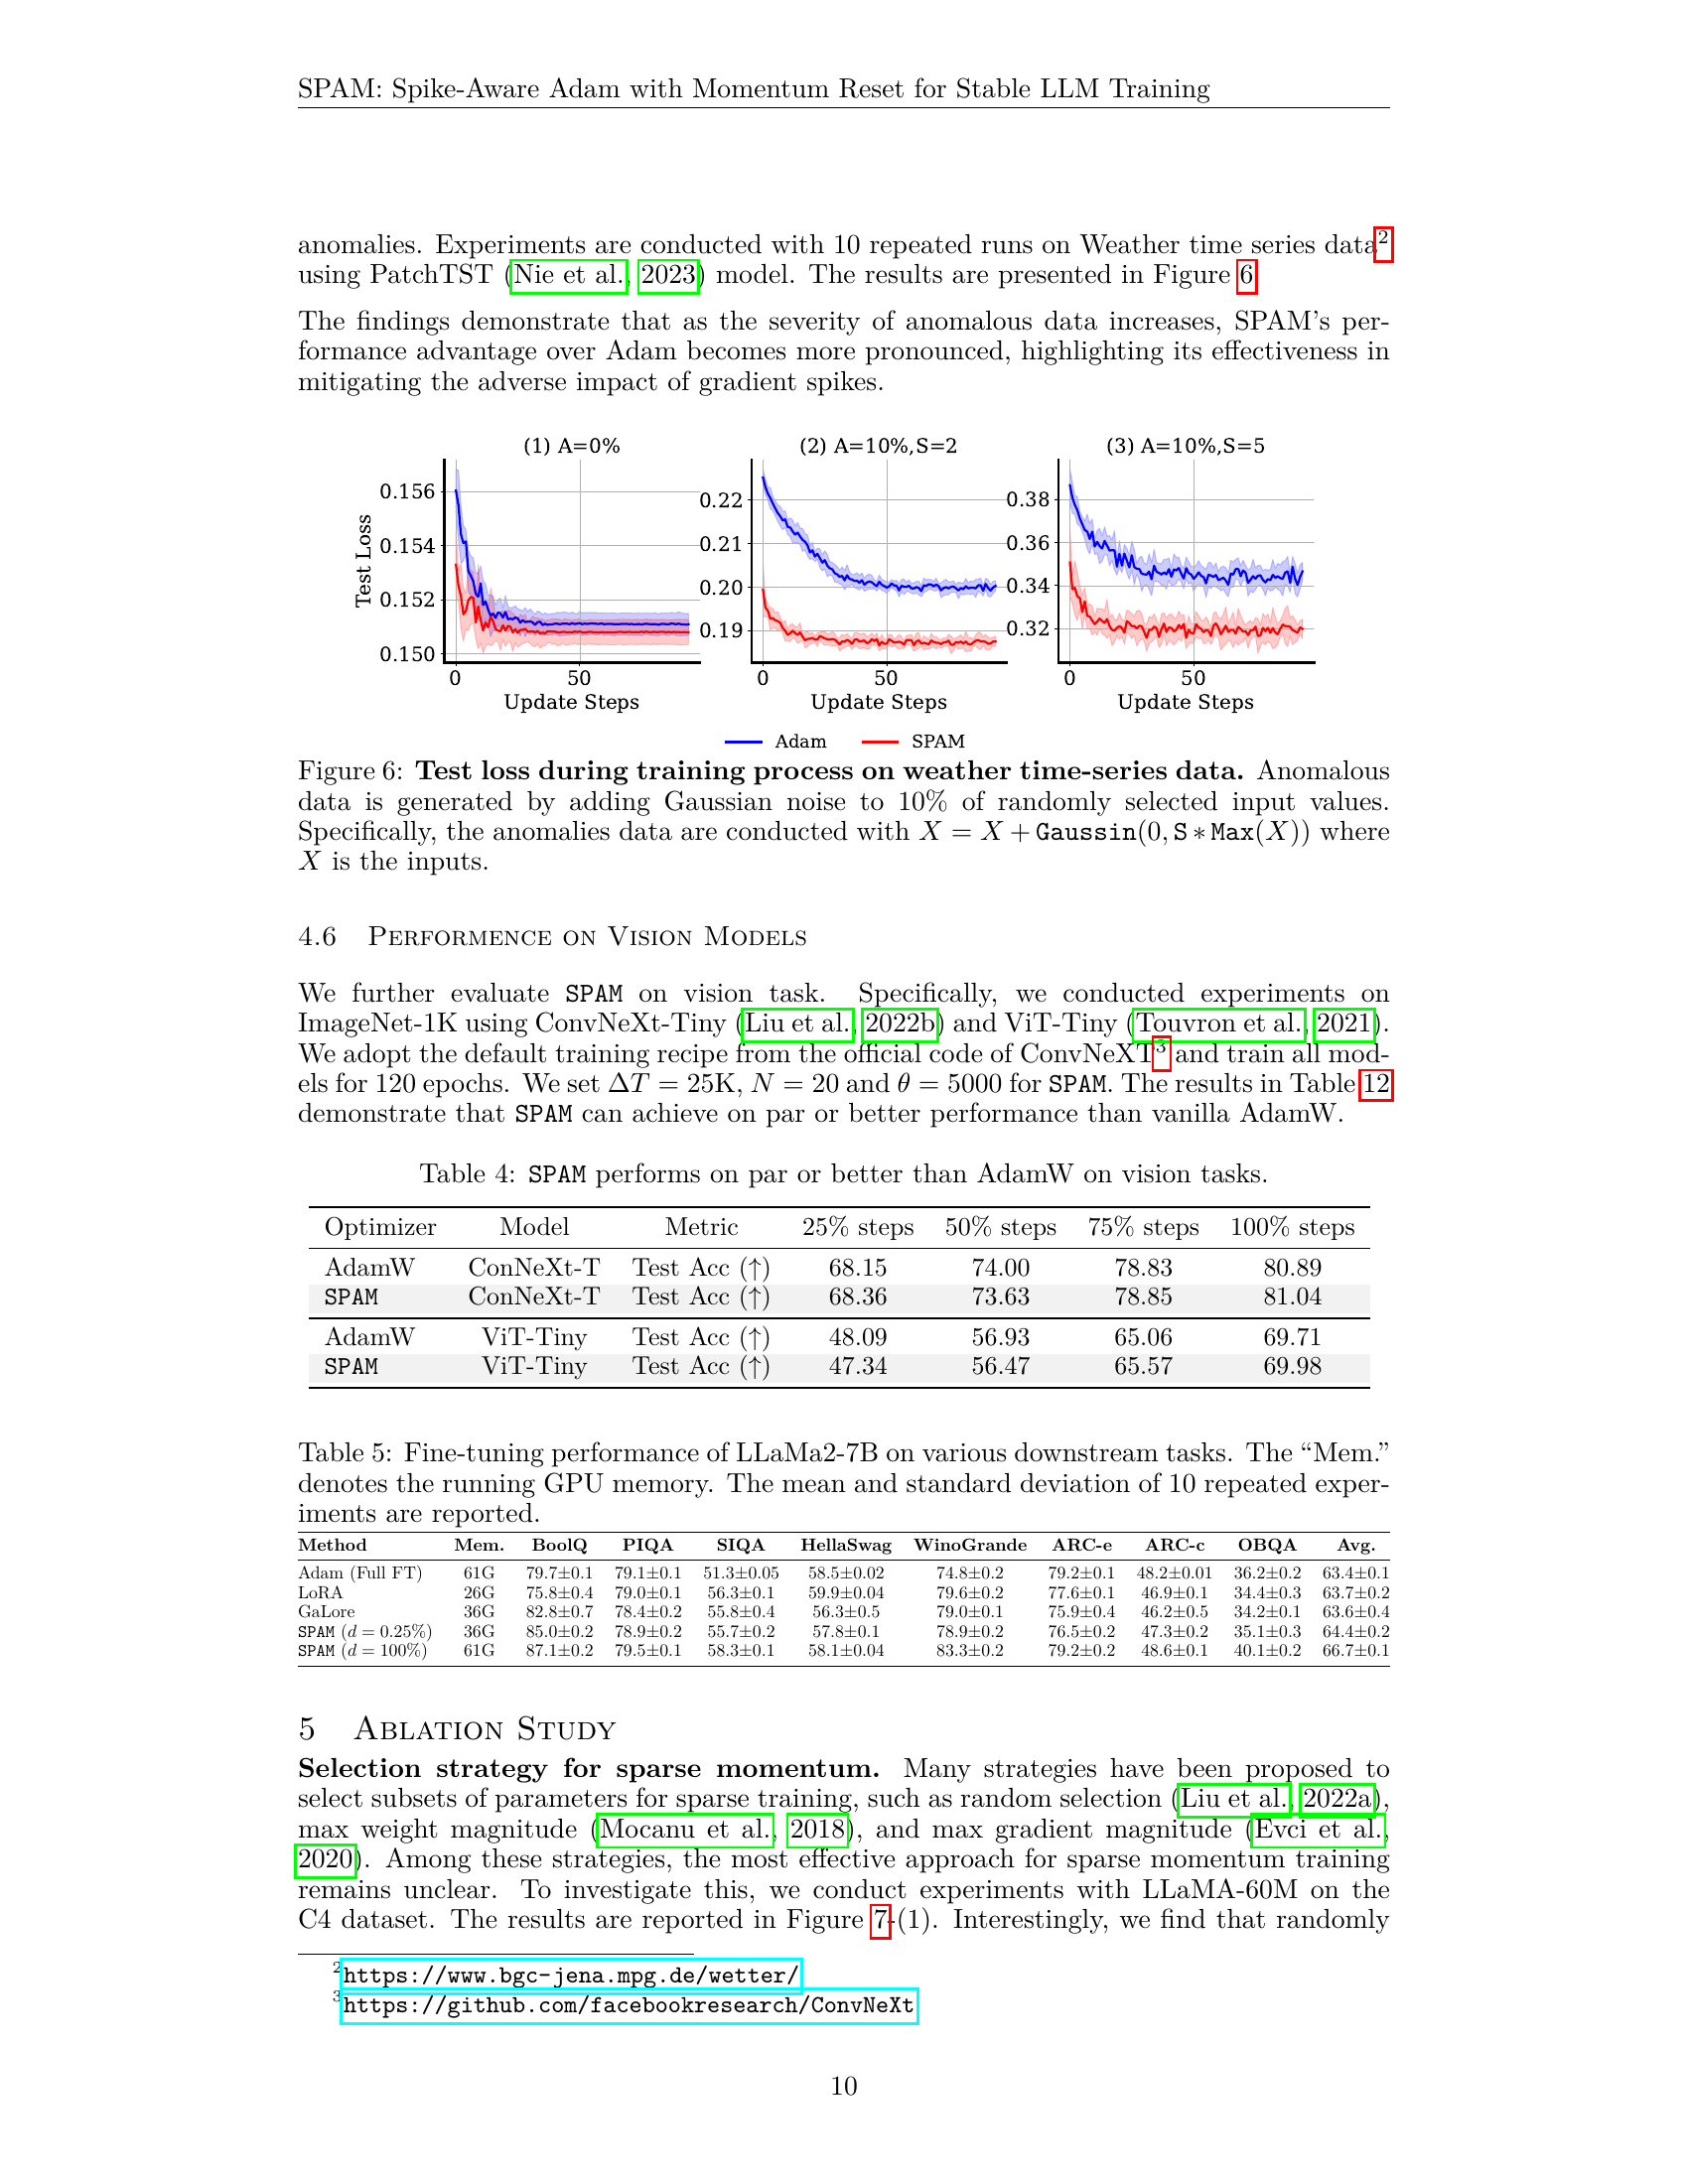 SPAM: Spike-Aware Adam with Momentum Reset for Stable LLM Training
anomalies. Experiments are conducted with 10 repeated runs on Weather time series data2
using PatchTST (Nie et al., 2023) model. The results are presented in Figure 6
The findings demonstrate that as the severity of anomalous data increases, SPAM's per-
formance advantage over Adam becomes more pronounced, highlighting its effectiveness in
mitigating the adverse impact of gradient spikes.
(1) A=0%
0.156
0.154
0.152
0.150
Test Loss
0 50
Update Steps
(2) A=10%,S=2
0.22
0.21
0.20
0.19
0 50
Update Steps
(3) A=10%,S=5
0.38
0.36
0.34
0.32
0 50
Update Steps
Adam SPAM
Figure 6: Test loss during training process on weather time-series data. Anomalous
data is generated by adding Gaussian noise to 10% of randomly selected input values.
Specifically, the anomalies data are conducted with X = X + Gaussin(0, S * Max(X)) where
X is the inputs.
4.6 Performence on Vision Models
We further evaluate SPAM on vision task. Specifically, we conducted experiments on
ImageNet-1K using ConvNeXt-Tiny (Liu et al., 2022b) and ViT-Tiny (Touvron et al., 2021).
We adopt the default training recipe from the official code of ConvNeXT3 and train all mod-
els for 120 epochs. We set ΔT = 25K, N = 20 and θ = 5000 for SPAM. The results in Table 12
demonstrate that SPAM can achieve on par or better performance than vanilla AdamW.
Table 4: SPAM performs on par or better than AdamW on vision tasks.
Optimizer Model Metric 25% steps 50% steps 75% steps 100% steps
AdamW ConNeXt-T Test Acc (↑) 68.15 74.00 78.83 80.89
SPAM ConNeXt-T Test Acc (↑) 68.36 73.63 78.85 81.04
AdamW ViT-Tiny Test Acc (↑) 48.09 56.93 65.06 69.71
SPAM ViT-Tiny Test Acc (↑) 47.34 56.47 65.57 69.98
Table 5: Fine-tuning performance of LLaMa2-7B on various downstream tasks. The “Mem.”
denotes the running GPU memory. The mean and standard deviation of 10 repeated exper-
iments are reported.
Method Mem. BoolQ PIQA SIQA HellaSwag WinoGrande ARC-e ARC-c OBQA Avg.
Adam (Full FT) 61G 79.7±0.1 79.1±0.1 51.3±0.05 58.5±0.02 74.8±0.2 79.2±0.1 48.2±0.01 36.2±0.2 63.4±0.1
LoRA 26G 75.8±0.4 79.0±0.1 56.3±0.1 59.9±0.04 79.6±0.2 77.6±0.1 46.9±0.1 34.4±0.3 63.7±0.2
GaLore 36G 82.8±0.7 78.4±0.2 55.8±0.4 56.3±0.5 79.0±0.1 75.9±0.4 46.2±0.5 34.2±0.1 63.6±0.4
SPAM (d = 0.25%) 36G 85.0±0.2 78.9±0.2 55.7±0.2 57.8±0.1 78.9±0.2 76.5±0.2 47.3±0.2 35.1±0.3 64.4±0.2
SPAM (d = 100%) 61G 87.1±0.2 79.5±0.1 58.3±0.1 58.1±0.04 83.3±0.2 79.2±0.2 48.6±0.1 40.1±0.2 66.7±0.1
5 Ablation Study
Selection strategy for sparse momentum. Many strategies have been proposed to
select subsets of parameters for sparse training, such as random selection (Liu et al., 2022a),
max weight magnitude (Mocanu et al., 2018), and max gradient magnitude (Evci et al.,
2020). Among these strategies, the most effective approach for sparse momentum training
remains unclear. To investigate this, we conduct experiments with LLaMA-60M on the
C4 dataset. The results are reported in Figure 7-(1). Interestingly, we find that randomly
2https://www.bgc-jena.mpg.de/wetter/
3https://github.com/facebookresearch/ConvNeXt
10